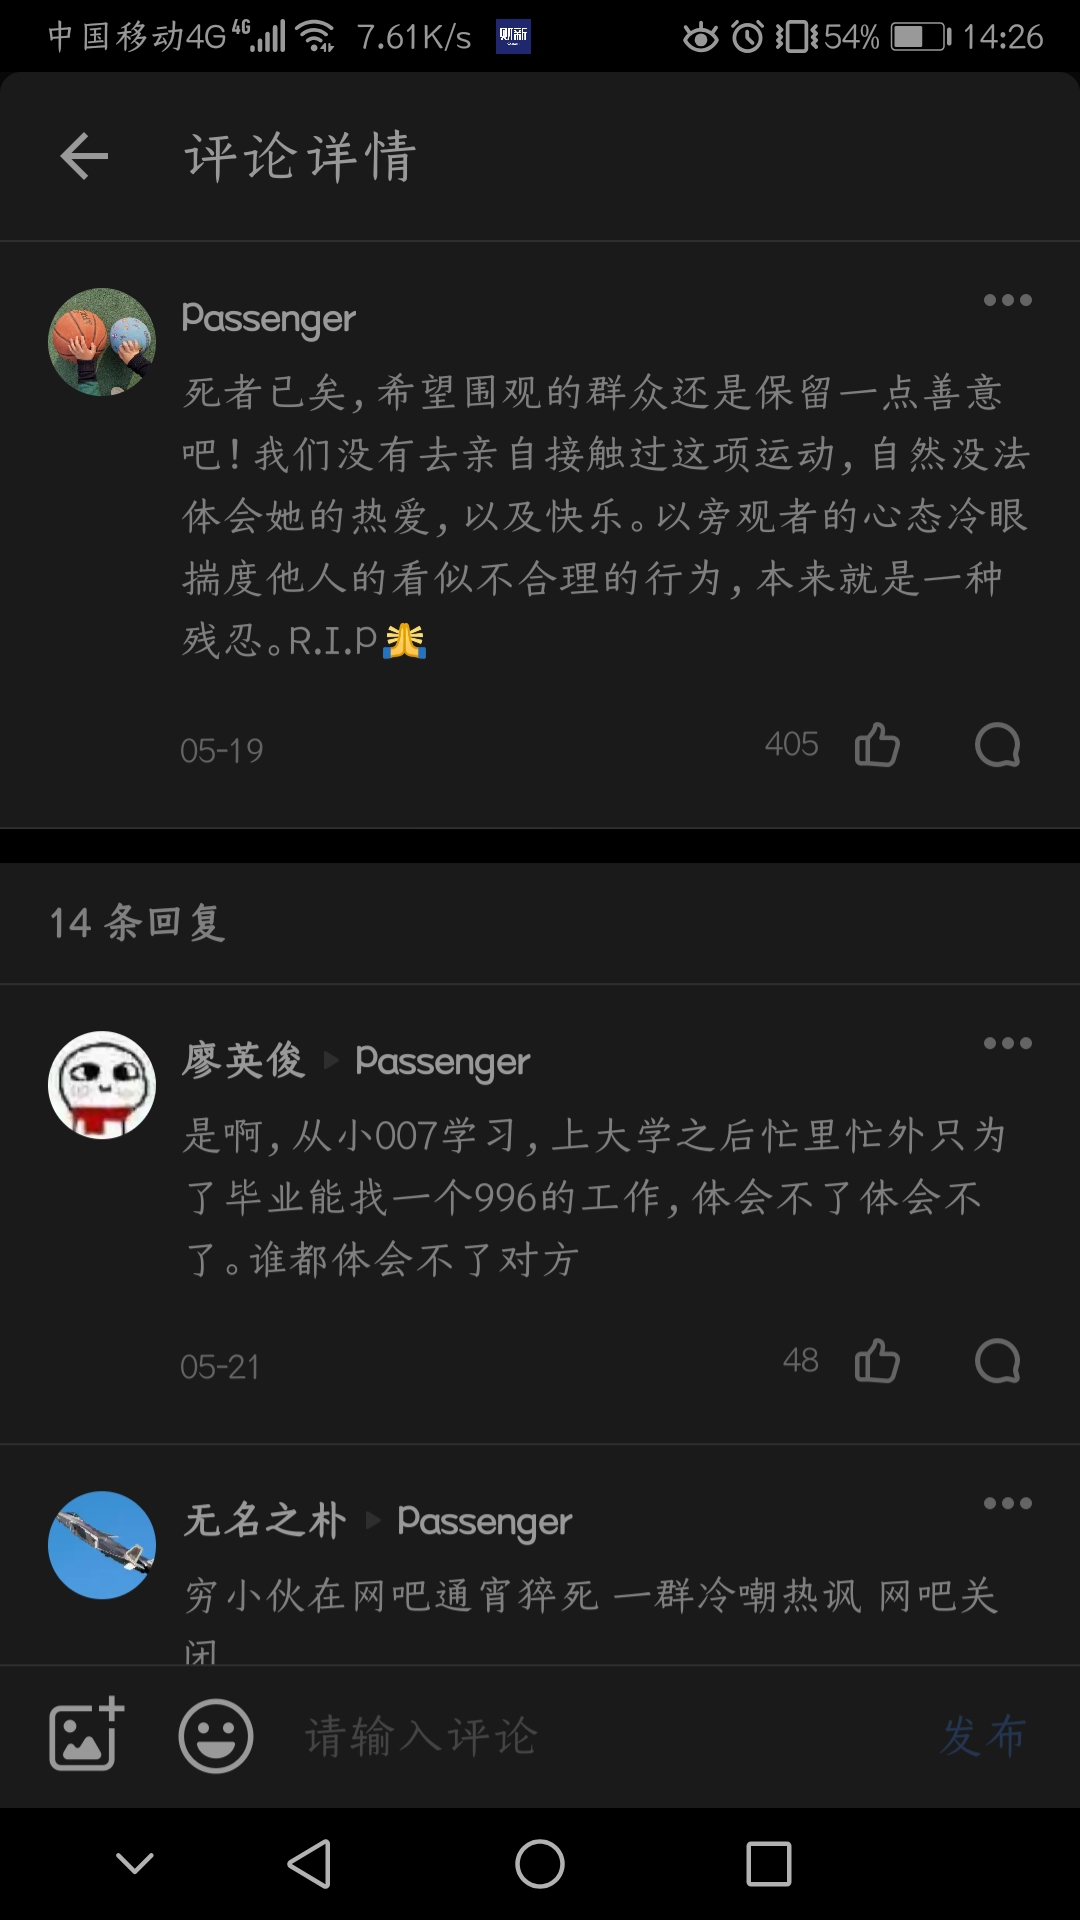 中国移动4G 4G 7.61K/s 财新 54% 14:26
评论详情
Passenger
死者已矣，希望围观的群众还是保留一点善意
吧！我们没有去亲自接触过这项运动，自然没法
体会她的热爱，以及快乐。以旁观者的心态冷眼
揣度他人的看似不合理的行为，本来就是一种
残忍。R.I.P🙏
05-19 405
14 条回复
廖英俊 ▸ Passenger
是啊，从小007学习，上大学之后忙里忙外只为
了毕业能找一个996的工作，体会不了体会不
了。谁都体会不了对方
05-21 48
无名之朴 ▸ Passenger
穷小伙在网吧通宵猝死 一群冷嘲热讽 网吧关
闭
请输入评论 发布